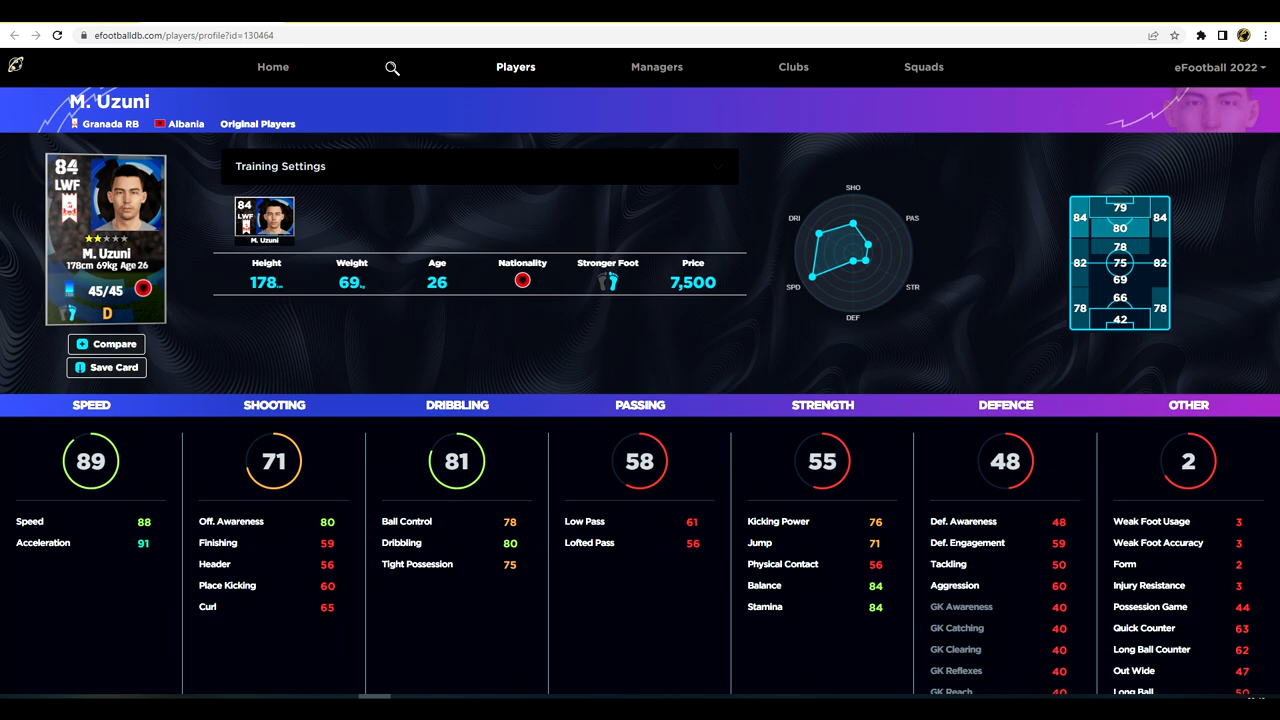 efootballdb.com/players/profile?id=130464
Home
Players
Managers
Clubs
Squads
eFootball 2022
M. Uzuni
Granada RB
Albania
Original Players
84
LWF
M. Uzuni
178cm 69kg Age 26
45/45
D
Compare
Save Card
Training Settings
84
LWF
M. Uzuni
Height
Weight
Age
Nationality
Stronger Foot
Price
178
69
26
7,500
SHO
PAS
STR
DEF
SPD
DRI
79
84
84
80
78
82
75
82
69
66
78
78
42
SPEED
SHOOTING
DRIBBLING
PASSING
STRENGTH
DEFENCE
OTHER
89
71
81
58
55
48
2
Speed 88
Acceleration 91
Off. Awareness 80
Finishing 59
Header 56
Place Kicking 60
Curl 65
Ball Control 78
Dribbling 80
Tight Possession 75
Low Pass 61
Lofted Pass 56
Kicking Power 76
Jump 71
Physical Contact 56
Balance 84
Stamina 84
Def. Awareness 48
Def. Engagement 59
Tackling 50
Aggression 60
GK Awareness 40
GK Catching 40
GK Clearing 40
GK Reflexes 40
GK Reach 40
Weak Foot Usage 3
Weak Foot Accuracy 3
Form 2
Injury Resistance 3
Possession Game 44
Quick Counter 63
Long Ball Counter 62
Out Wide 47
Long Ball 50